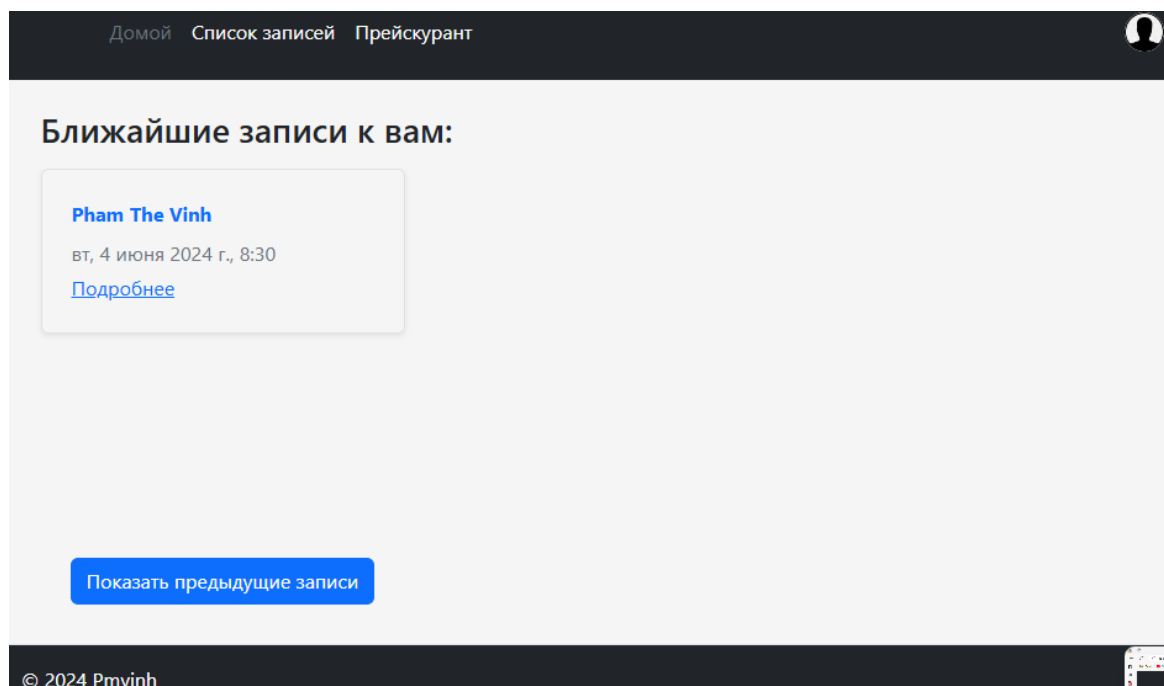 Домой Список записей Прейскурант
Ближайшие записи к вам:
Pham The Vinh
вт, 4 июня 2024 г., 8:30
Подробнее
Показать предыдущие записи
© 2024 Pmvinh